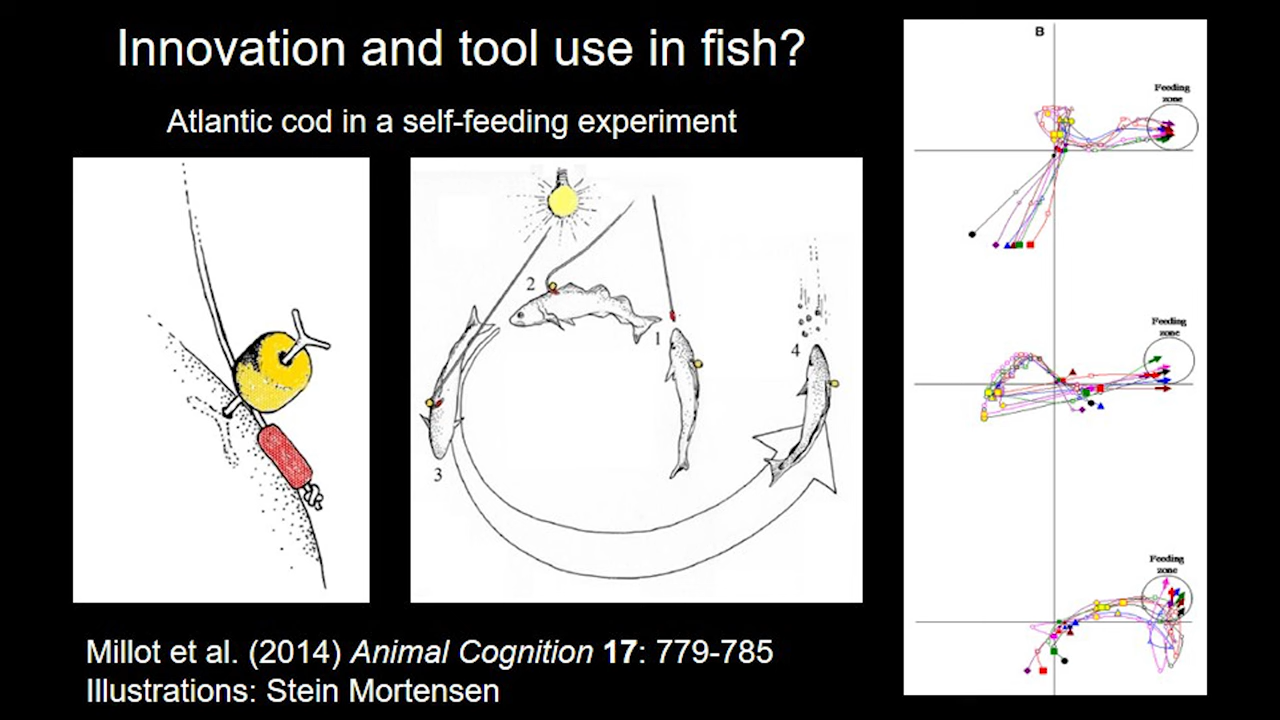 Innovation and tool use in fish?
Atlantic cod in a self-feeding experiment
2
1
4
3
B
Feeding
zone
Feeding
zone
Feeding
zone
Millot et al. (2014) Animal Cognition 17: 779-785
Illustrations: Stein Mortensen